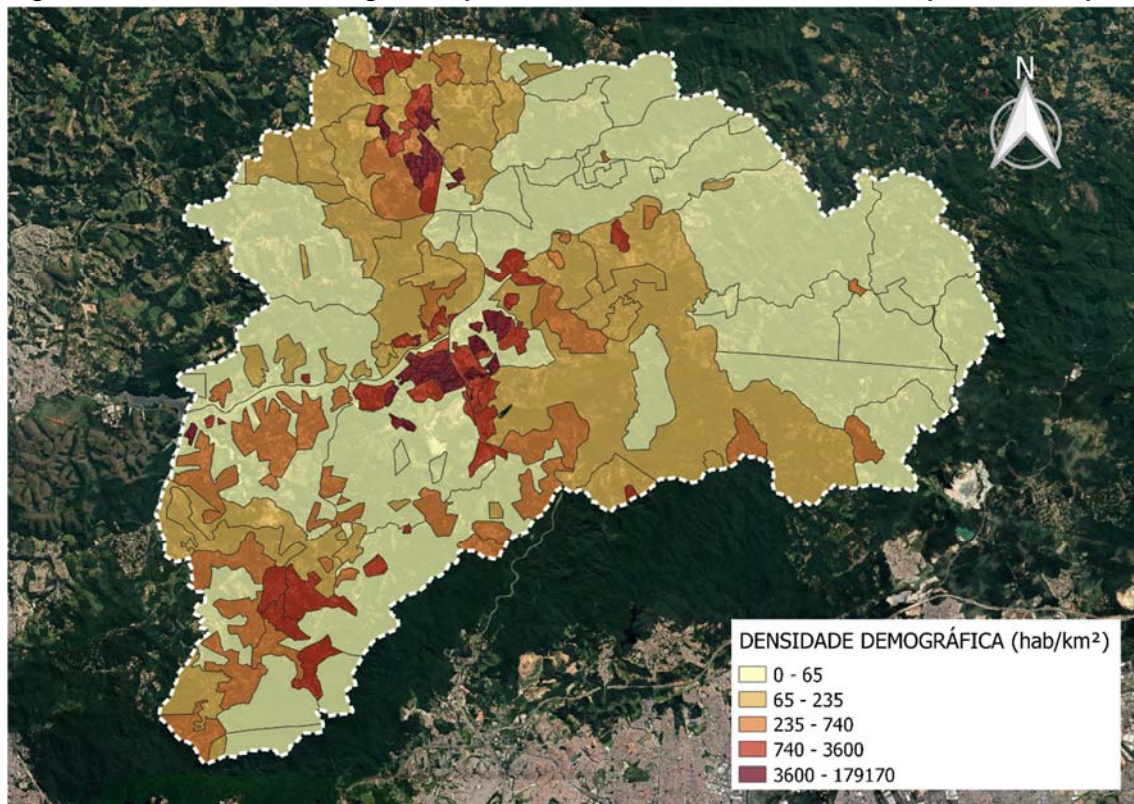 N
DENSIDADE DEMOGRÁFICA (hab/km²)
0 - 65
65 - 235
235 - 740
740 - 3600
3600 - 179170